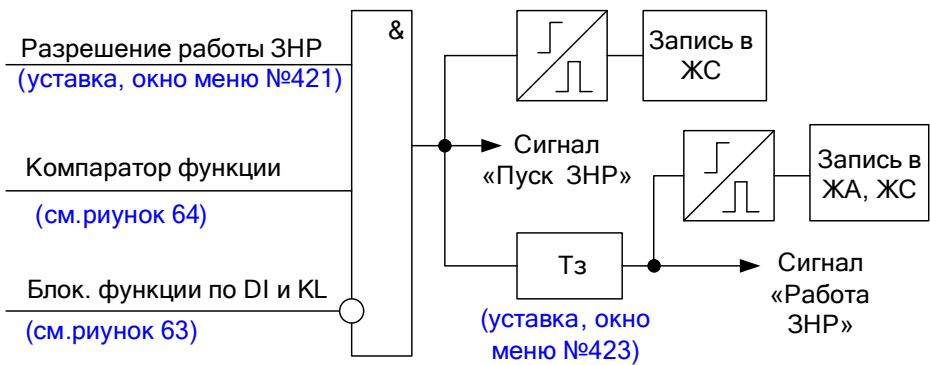 Разрешение работы ЗНР
(уставка, окно меню №421)
Компаратор функции
(см.риунок 64)
Блок. функции по DI и KL
(см.риунок 63)
&
Запись в
ЖС
Сигнал
«Пуск ЗНР»
Запись в
ЖА, ЖС
Тз
(уставка, окно
меню №423)
Сигнал
«Работа
ЗНР»